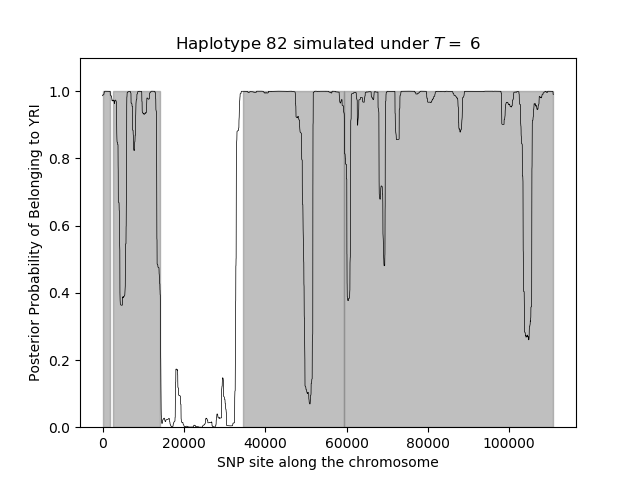 Haplotype 82 simulated under T = 6
Posterior Probability of Belonging to YRI
1.0
0.8
0.6
0.4
0.2
0.0
0 20000 40000 60000 80000 100000
SNP site along the chromosome